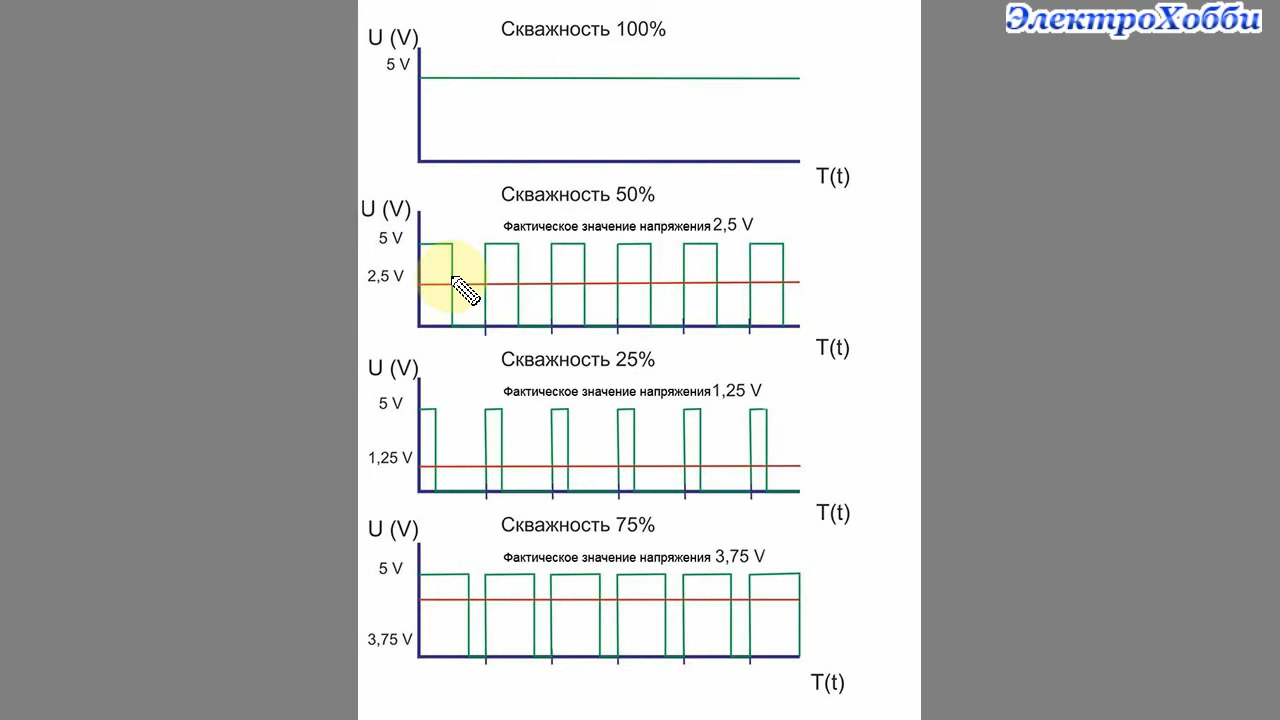 ЭлектроХобби
Скважность 100%
U (V)
5 V
T(t)
Скважность 50%
U (V)
Фактическое значение напряжения 2,5 V
5 V
2,5 V
T(t)
Скважность 25%
U (V)
Фактическое значение напряжения 1,25 V
5 V
1,25 V
T(t)
Скважность 75%
U (V)
Фактическое значение напряжения 3,75 V
5 V
3,75 V
T(t)